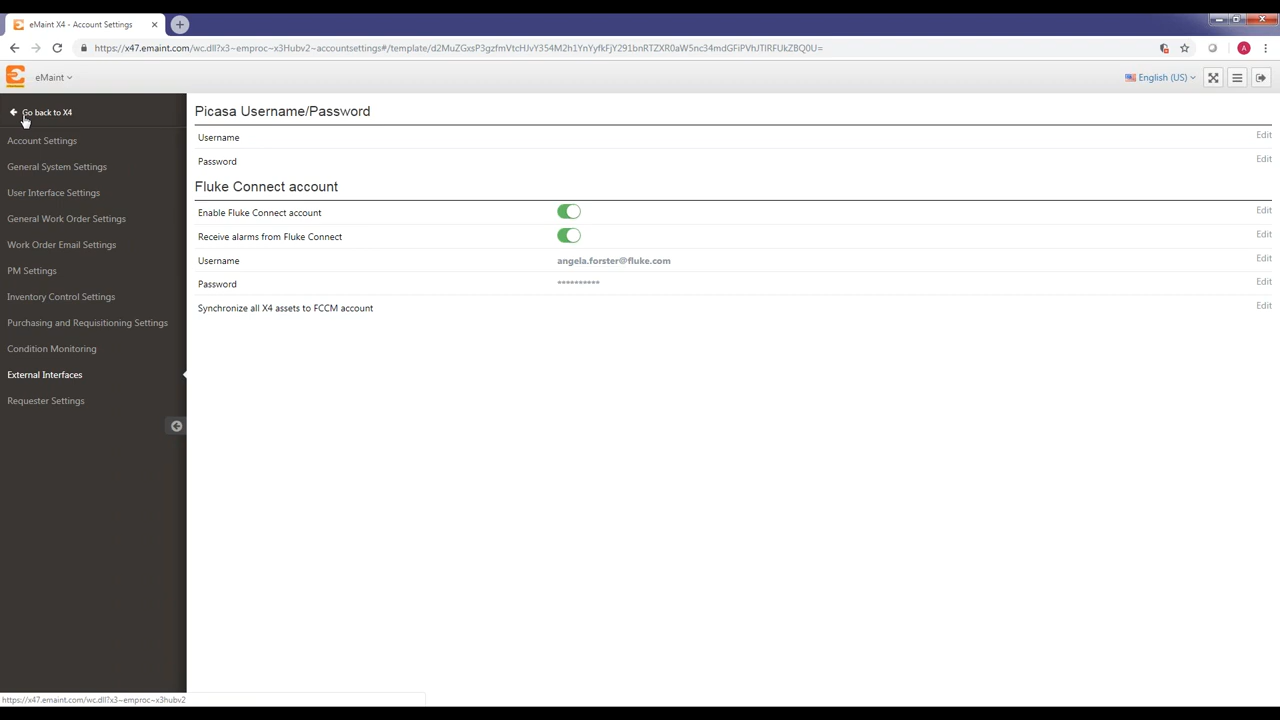 eMaint X4 - Account Settings
https://x47.emaint.com/wc.dll?x3~emproc~x3Hubv2~accountsettings#/template/d2MuZGxsP3gzfmVtcHJvY354M2h1YnYyfkFjY291bnRTZXR0aW5nc34mdGFiPVhJTlRFUkZBQ0U=
A
eMaint
English (US)
Go back to X4
Account Settings
General System Settings
User Interface Settings
General Work Order Settings
Work Order Email Settings
PM Settings
Inventory Control Settings
Purchasing and Requisitioning Settings
Condition Monitoring
External Interfaces
Requester Settings
Picasa Username/Password
Username Edit
Password Edit
Fluke Connect account
Enable Fluke Connect account Edit
Receive alarms from Fluke Connect Edit
Username angela.forster@fluke.com Edit
Password ********** Edit
Synchronize all X4 assets to FCCM account Edit
https://x47.emaint.com/wc.dll?x3~emproc~x3hubv2